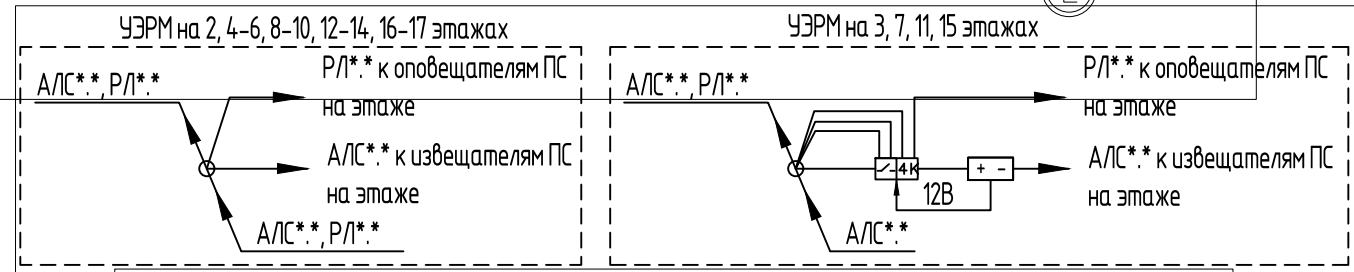 УЭРМ на 2, 4-6, 8-10, 12-14, 16-17 этажах
АЛС*.*, РЛ*.*
РЛ*.* к оповещателям ПС
на этаже
АЛС*.* к извещателям ПС
на этаже
АЛС*.*, РЛ*.*
УЭРМ на 3, 7, 11, 15 этажах
АЛС*.*, РЛ*.*
РЛ*.* к оповещателям ПС
на этаже
4К
+ -
12В
АЛС*.* к извещателям ПС
на этаже
АЛС*.*